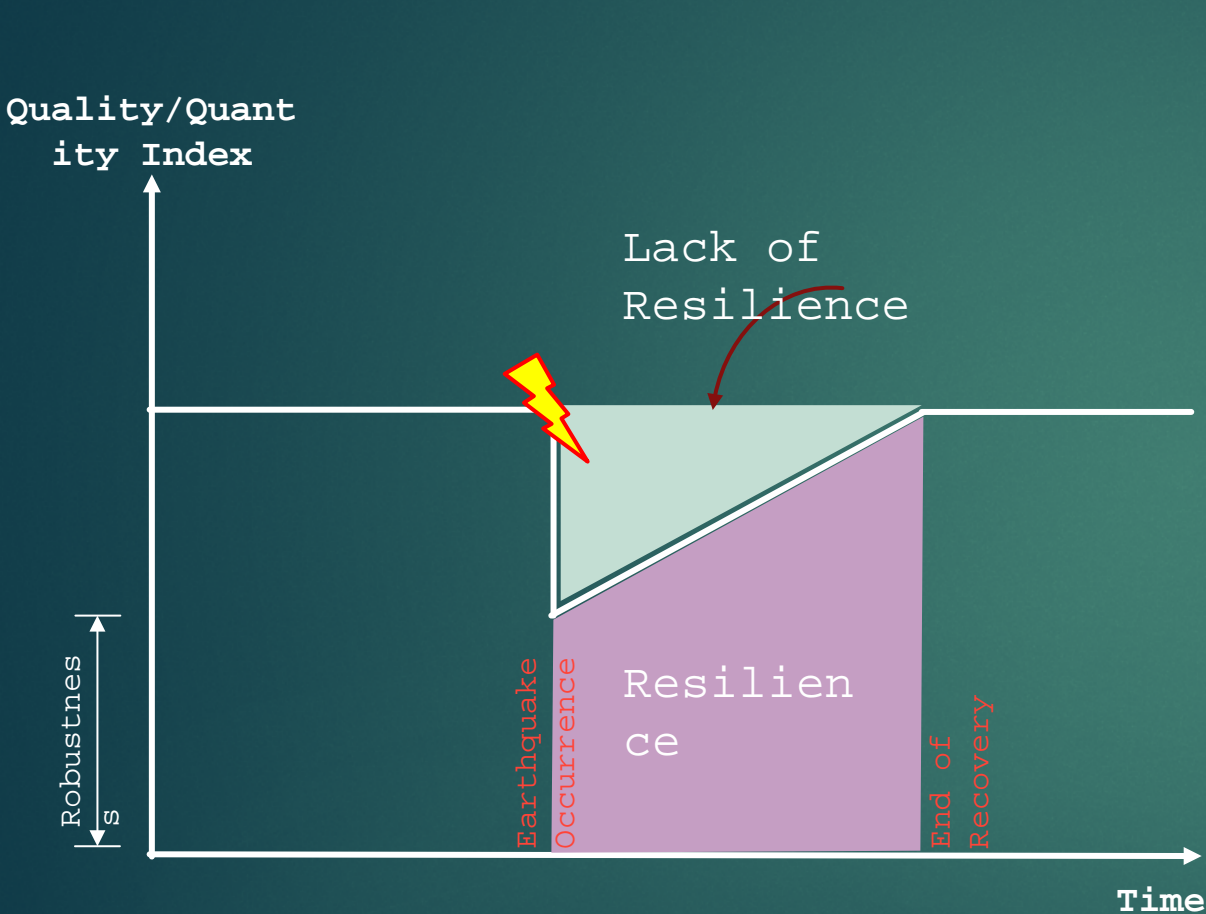 Quality/Quant
ity Index
Lack of
Resilience
Robustnes
s
Earthquake
Occurrence
Resilien
ce
End of
Recovery
Time